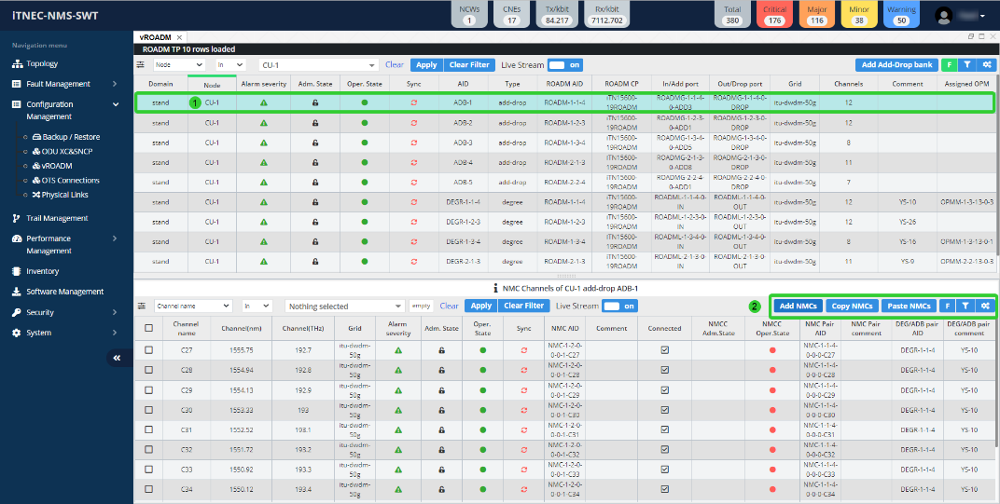 iTNEC-NMS-SWT
NCWs 1
CNEs 17
Tx/kbit 84.217
Rx/kbit 7112.702
Total 380
Critical 176
Major 116
Minor 38
Warning 50
Navigation menu
Topology
Fault Management
Configuration Management
Backup / Restore
ODU XC&SNCP
vROADM
OTS Connections
Physical Links
Trail Management
Performance Management
Inventory
Software Management
Security
System
vROADM ×
ROADM TP 10 rows loaded
Node In CU-1 Clear Apply Clear Filter Live Stream on Add Add-Drop bank F
Domain Node Alarm severity Adm. State Oper. State Sync AID Type ROADM AID ROADM CP In/Add port Out/Drop port Grid Channels Comment Assigned OPM
1
stand CU-1 ADB-1 add-drop ROADM-1-1-4 iTN15600-19ROADM ROADMG-1-1-4-0-ADD3 ROADMG-1-1-4-0-DROP itu-dwdm-50g 12
stand CU-1 ADB-2 add-drop ROADM-1-2-3 iTN15600-19ROADM ROADMG-1-2-3-0-ADD1 ROADMG-1-2-3-0-DROP itu-dwdm-50g 12
stand CU-1 ADB-3 add-drop ROADM-1-3-4 iTN15600-19ROADM ROADMG-1-3-4-0-ADD5 ROADMG-1-3-4-0-DROP itu-dwdm-50g 8
stand CU-1 ADB-4 add-drop ROADM-2-1-3 iTN15600-19ROADM ROADMG-2-1-3-0-ADD8 ROADMG-2-1-3-0-DROP itu-dwdm-50g 11
stand CU-1 ADB-5 add-drop ROADM-2-2-4 iTN15600-19ROADM ROADMG-2-2-4-0-ADD1 ROADMG-2-2-4-0-DROP itu-dwdm-50g 7
stand CU-1 DEGR-1-1-4 degree ROADM-1-1-4 iTN15600-19ROADM ROADML-1-1-4-0-IN ROADML-1-1-4-0-OUT itu-dwdm-50g 12 YS-10 OPMM-1-3-13-0-3
stand CU-1 DEGR-1-2-3 degree ROADM-1-2-3 iTN15600-19ROADM ROADML-1-2-3-0-IN ROADML-1-2-3-0-OUT itu-dwdm-50g 12 YS-26
stand CU-1 DEGR-1-3-4 degree ROADM-1-3-4 iTN15600-19ROADM ROADML-1-3-4-0-IN ROADML-1-3-4-0-OUT itu-dwdm-50g 8 YS-16 OPMM-1-3-13-0-1
stand CU-1 DEGR-2-1-3 degree ROADM-2-1-3 iTN15600-19ROADM ROADML-2-1-3-0-IN ROADML-2-1-3-0-OUT itu-dwdm-50g 11 YS-9 OPMM-2-2-13-0-1
NMC Channels of CU-1 add-drop ADB-1
Channel name In Nothing selected empty Clear Apply Clear Filter Live Stream on 2 Add NMCs Copy NMCs Paste NMCs F
Channel name Channel(nm) Channel(THz) Grid Alarm severity Adm. State Oper. State Sync NMC AID Comment Connected NMCC Adm.State NMCC Oper.State NMC Pair AID NMC Pair comment DEG/ADB pair AID DEG/ADB pair comment
C27 1555.75 192.7 itu-dwdm-50g NMC-1-2-0-0-0-1-C27 NMC-1-1-4-0-0-0-C27 DEGR-1-1-4 YS-10
C28 1554.94 192.8 itu-dwdm-50g NMC-1-2-0-0-0-1-C28 NMC-1-1-4-0-0-0-C28 DEGR-1-1-4 YS-10
C29 1554.13 192.9 itu-dwdm-50g NMC-1-2-0-0-0-1-C29 NMC-1-1-4-0-0-0-C29 DEGR-1-1-4 YS-10
C30 1553.33 193 itu-dwdm-50g NMC-1-2-0-0-0-1-C30 NMC-1-1-4-0-0-0-C30 DEGR-1-1-4 YS-10
C31 1552.52 193.1 itu-dwdm-50g NMC-1-2-0-0-0-1-C31 NMC-1-1-4-0-0-0-C31 DEGR-1-1-4 YS-10
C32 1551.72 193.2 itu-dwdm-50g NMC-1-2-0-0-0-1-C32 NMC-1-1-4-0-0-0-C32 DEGR-1-1-4 YS-10
C33 1550.92 193.3 itu-dwdm-50g NMC-1-2-0-0-0-1-C33 NMC-1-1-4-0-0-0-C33 DEGR-1-1-4 YS-10
C34 1550.12 193.4 itu-dwdm-50g NMC-1-2-0-0-0-1-C34 NMC-1-1-4-0-0-0-C34 DEGR-1-1-4 YS-10